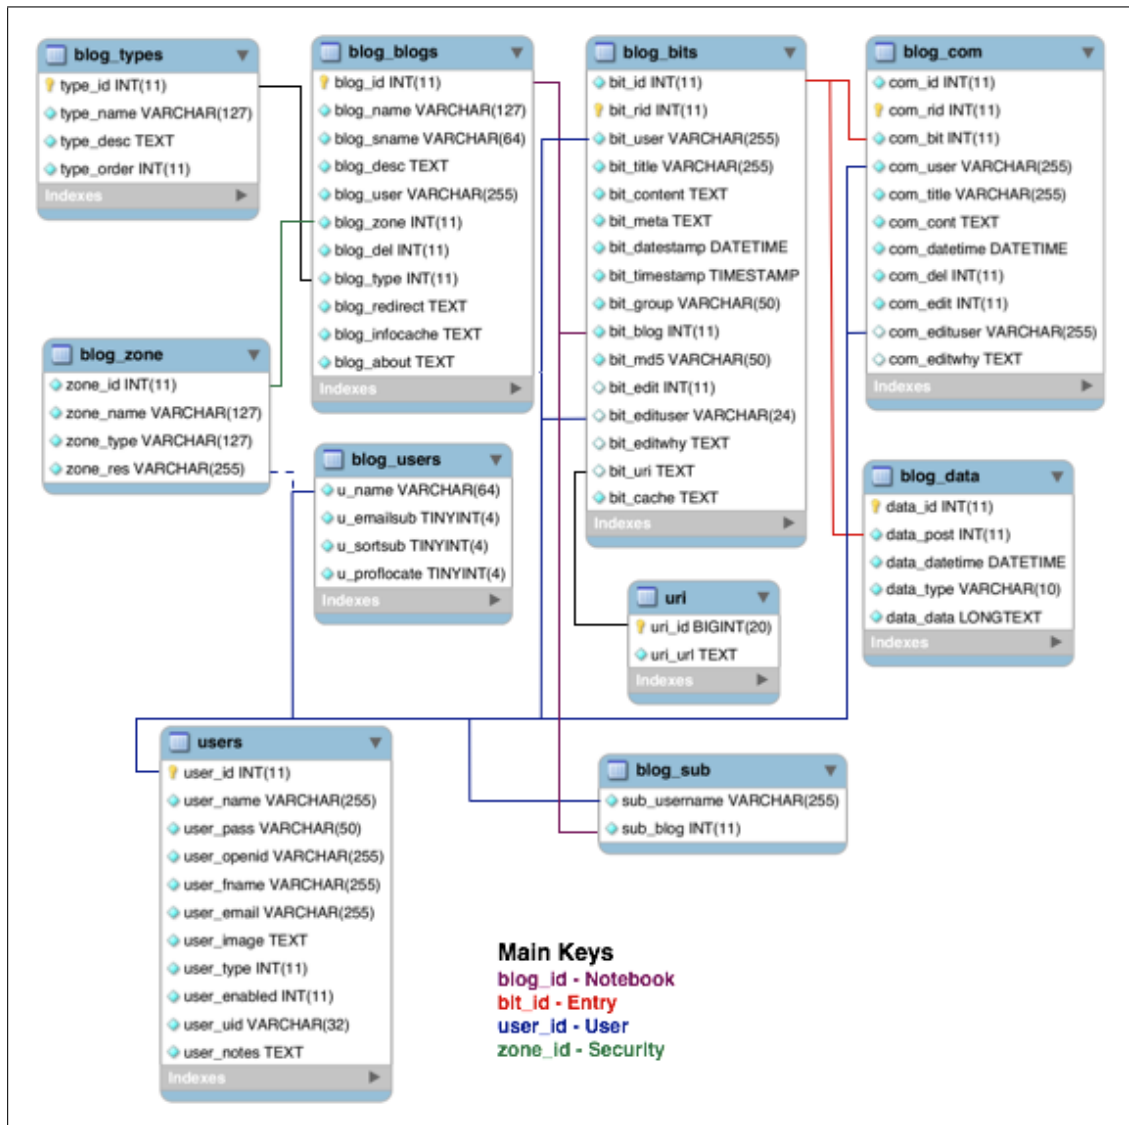 blog_types
type_id INT(11)
type_name VARCHAR(127)
type_desc TEXT
type_order INT(11)
Indexes
blog_blogs
blog_id INT(11)
blog_name VARCHAR(127)
blog_sname VARCHAR(64)
blog_desc TEXT
blog_user VARCHAR(255)
blog_zone INT(11)
blog_del INT(11)
blog_type INT(11)
blog_redirect TEXT
blog_infocache TEXT
blog_about TEXT
Indexes
blog_bits
bit_id INT(11)
bit_rid INT(11)
bit_user VARCHAR(255)
bit_title VARCHAR(255)
bit_content TEXT
bit_meta TEXT
bit_datestamp DATETIME
bit_timestamp TIMESTAMP
bit_group VARCHAR(50)
bit_blog INT(11)
bit_md5 VARCHAR(50)
bit_edit INT(11)
bit_edituser VARCHAR(24)
bit_editwhy TEXT
bit_uri TEXT
bit_cache TEXT
Indexes
blog_com
com_id INT(11)
com_rid INT(11)
com_bit INT(11)
com_user VARCHAR(255)
com_title VARCHAR(255)
com_cont TEXT
com_datetime DATETIME
com_del INT(11)
com_edit INT(11)
com_edituser VARCHAR(255)
com_editwhy TEXT
Indexes
blog_zone
zone_id INT(11)
zone_name VARCHAR(127)
zone_type VARCHAR(127)
zone_res VARCHAR(255)
blog_users
u_name VARCHAR(64)
u_emailsub TINYINT(4)
u_sortsub TINYINT(4)
u_proflocate TINYINT(4)
Indexes
blog_data
data_id INT(11)
data_post INT(11)
data_datetime DATETIME
data_type VARCHAR(10)
data_data LONGTEXT
Indexes
uri
uri_id BIGINT(20)
uri_url TEXT
Indexes
users
user_id INT(11)
user_name VARCHAR(255)
user_pass VARCHAR(50)
user_openid VARCHAR(255)
user_fname VARCHAR(255)
user_email VARCHAR(255)
user_image TEXT
user_type INT(11)
user_enabled INT(11)
user_uid VARCHAR(32)
user_notes TEXT
Indexes
blog_sub
sub_username VARCHAR(255)
sub_blog INT(11)
Main Keys
blog_id - Notebook
bit_id - Entry
user_id - User
zone_id - Security